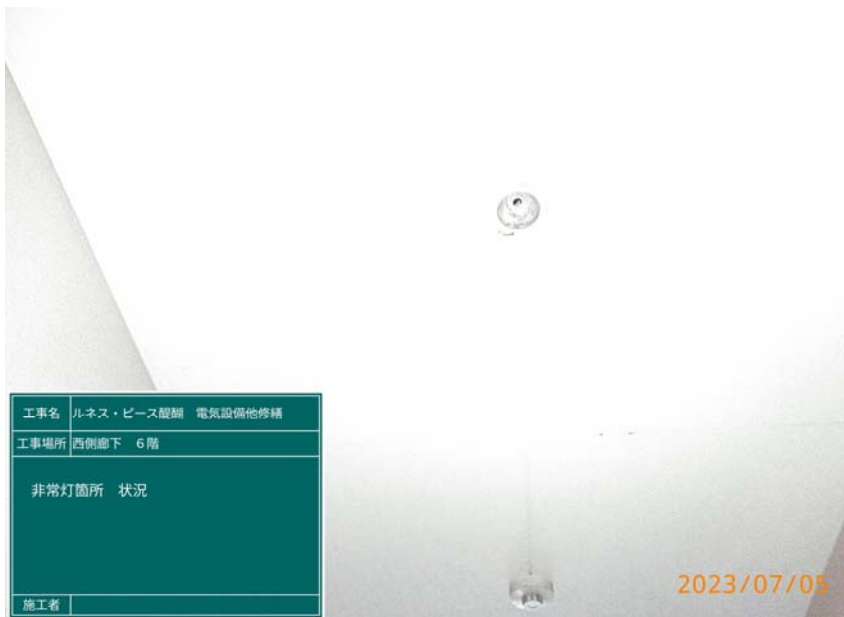 工事名 ルネス・ピース醍醐 電気設備他修繕
工事場所 西側廊下 6階
非常灯箇所 状況
施工者
2023/07/05